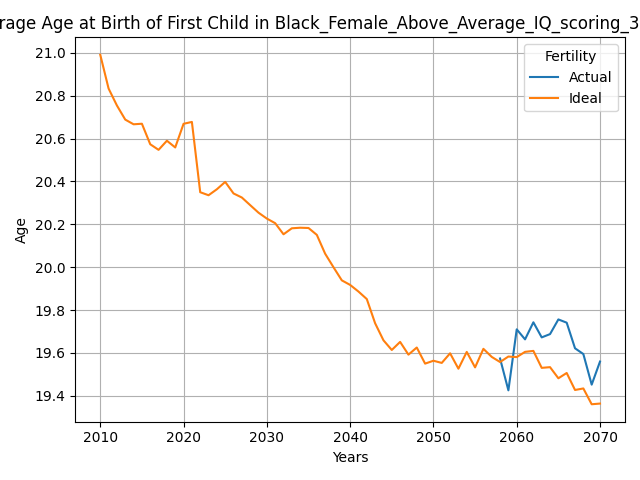 rage Age at Birth of First Child in Black_Female_Above_Average_IQ_scoring_3
Fertility
Actual
Ideal
21.0
20.8
20.6
20.4
20.2
20.0
19.8
19.6
19.4
Age
2010 2020 2030 2040 2050 2060 2070
Years